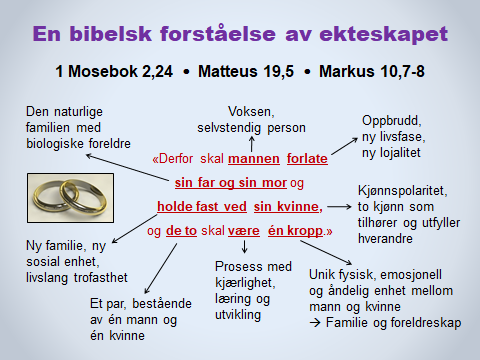 En bibelsk forståelse av ekteskapet
1 Mosebok 2,24 • Matteus 19,5 • Markus 10,7-8
Den naturlige
familien med
biologiske foreldre
Voksen,
selvstendig person
Oppbrudd,
ny livsfase,
ny lojalitet
«Derfor skal mannen forlate
sin far og sin mor og
holde fast ved sin kvinne,
og de to skal være én kropp.»
Kjønnspolaritet,
to kjønn som
tilhører og utfyller
hverandre
Ny familie, ny
sosial enhet,
livslang trofasthet
Et par, bestående
av én mann og
én kvinne
Prosess med
kjærlighet,
læring og
utvikling
Unik fysisk, emosjonell
og åndelig enhet mellom
mann og kvinne
→ Familie og foreldreskap